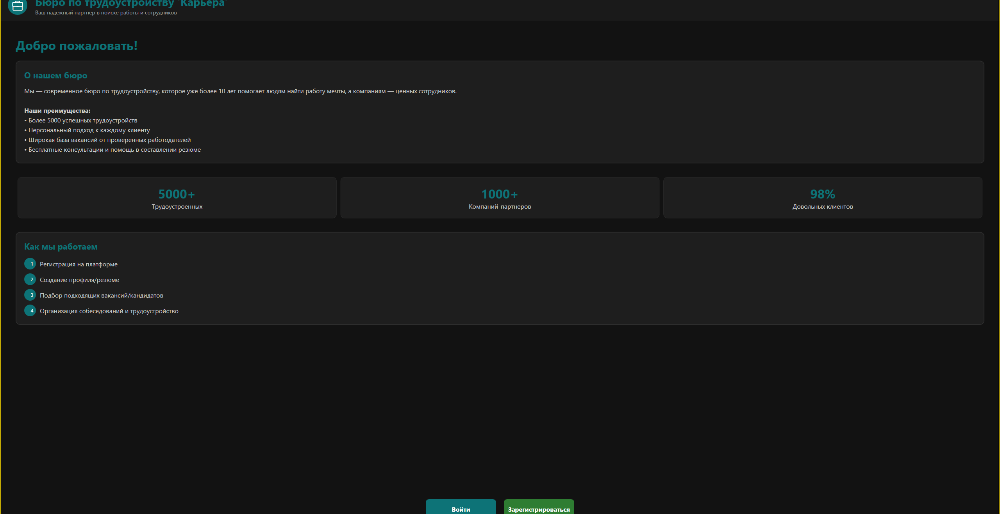 Бюро по трудоустройству 'Карьера'
Ваш надежный партнер в поиске работы и сотрудников
Добро пожаловать!
О нашем бюро
Мы — современное бюро по трудоустройству, которое уже более 10 лет помогает людям найти работу мечты, а компаниям — ценных сотрудников.
Наши преимущества:
• Более 5000 успешных трудоустройств
• Персональный подход к каждому клиенту
• Широкая база вакансий от проверенных работодателей
• Бесплатные консультации и помощь в составлении резюме
5000+
Трудоустроенных
1000+
Компаний-партнеров
98%
Довольных клиентов
Как мы работаем
1 Регистрация на платформе
2 Создание профиля/резюме
3 Подбор подходящих вакансий/кандидатов
4 Организация собеседований и трудоустройство
Войти
Зарегистрироваться